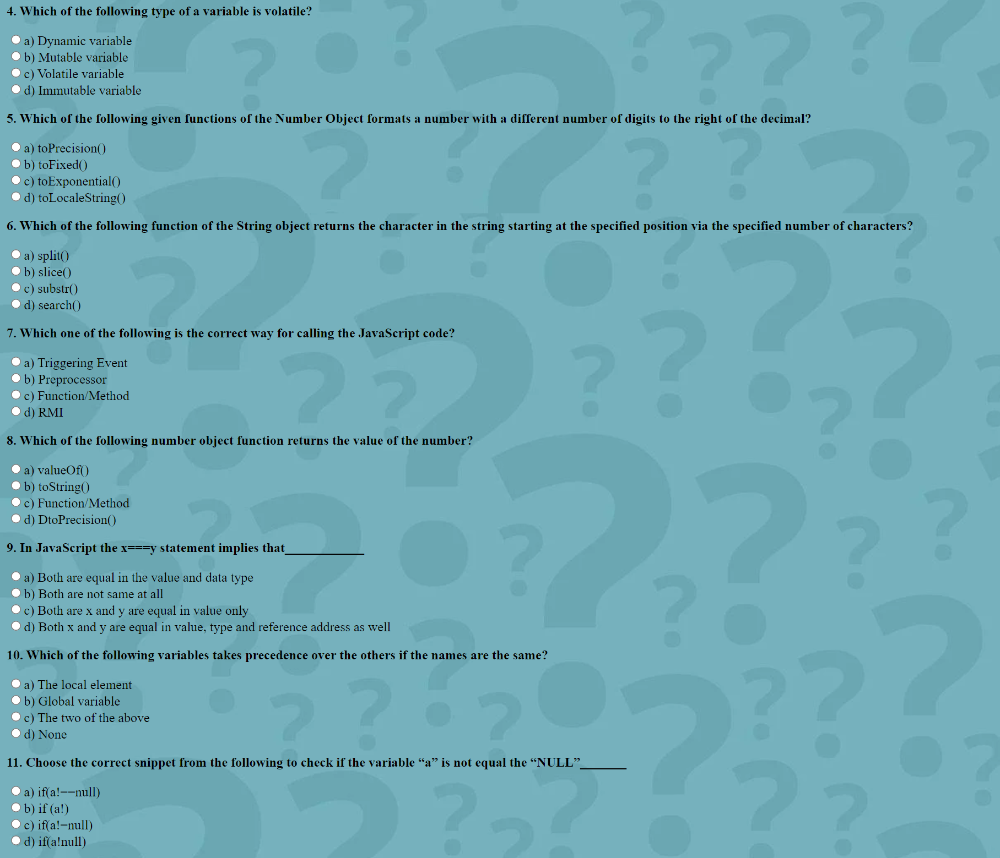 4. Which of the following type of a variable is volatile?
a) Dynamic variable
b) Mutable variable
c) Volatile variable
d) Immutable variable
5. Which of the following given functions of the Number Object formats a number with a different number of digits to the right of the decimal?
a) toPrecision()
b) toFixed()
c) toExponential()
d) toLocaleString()
6. Which of the following function of the String object returns the character in the string starting at the specified position via the specified number of characters?
a) split()
b) slice()
c) substr()
d) search()
7. Which one of the following is the correct way for calling the JavaScript code?
a) Triggering Event
b) Preprocessor
c) Function/Method
d) RMI
8. Which of the following number object function returns the value of the number?
a) valueOf()
b) toString()
c) Function/Method
d) DtoPrecision()
9. In JavaScript the x===y statement implies that____________
a) Both are equal in the value and data type
b) Both are not same at all
c) Both are x and y are equal in value only
d) Both x and y are equal in value, type and reference address as well
10. Which of the following variables takes precedence over the others if the names are the same?
a) The local element
b) Global variable
c) The two of the above
d) None
11. Choose the correct snippet from the following to check if the variable “a” is not equal the “NULL”_______
a) if(a!==null)
b) if (a!)
c) if(a!=null)
d) if(a!null)